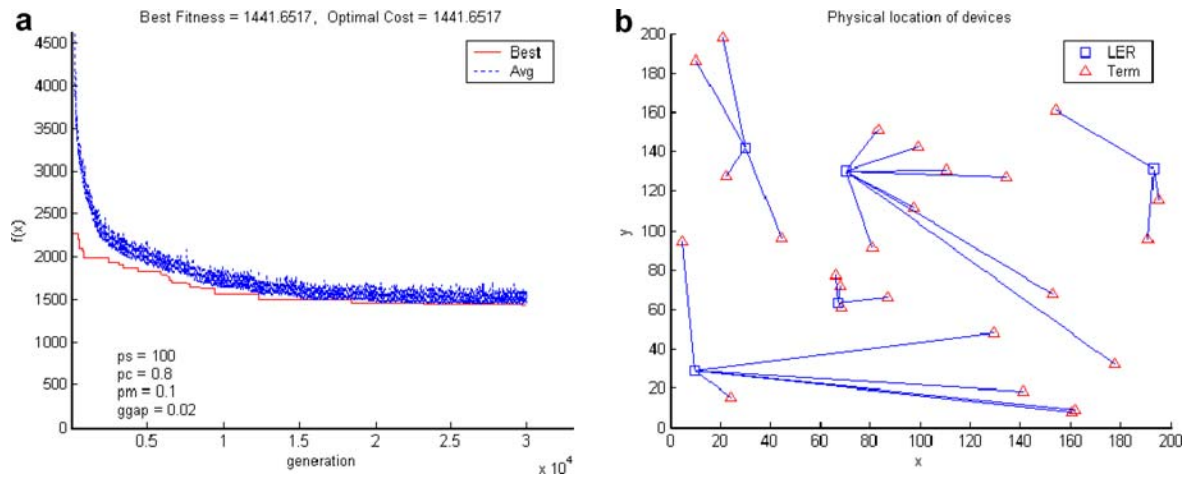 a
Best Fitness = 1441.6517, Optimal Cost = 1441.6517
4500
4000
3500
3000
2500
2000
1500
1000
500
0
f(x)
Best
Avg
ps = 100
pc = 0.8
pm = 0.1
ggap = 0.02
0.5
1
1.5
2
2.5
3
x 10^4
generation
b
Physical location of devices
200
180
160
140
120
100
80
60
40
20
0
y
LER
Term
0
20
40
60
80
100
120
140
160
180
200
x